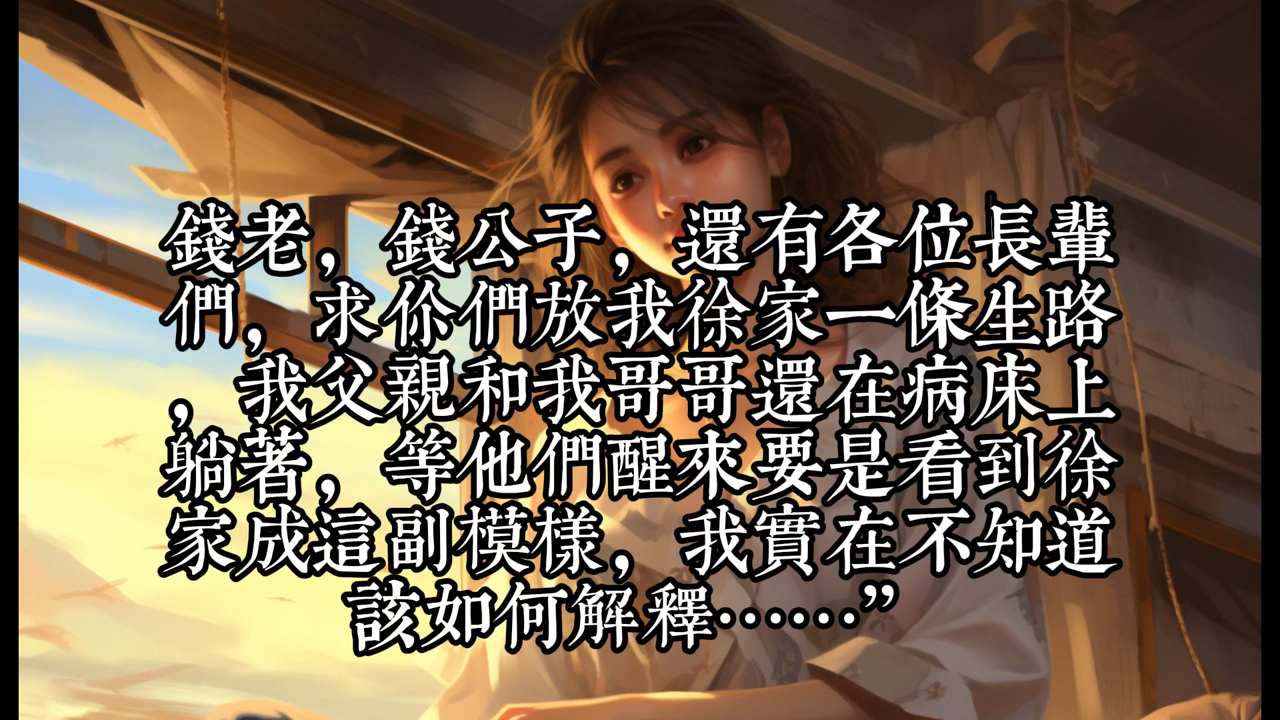 錢老，錢公子，還有各位長輩
們，求你們放我徐家一條生路
，我父親和我哥哥還在病床上
躺著，等他們醒來要是看到徐
家成這副模樣，我實在不知道
該如何解釋……”